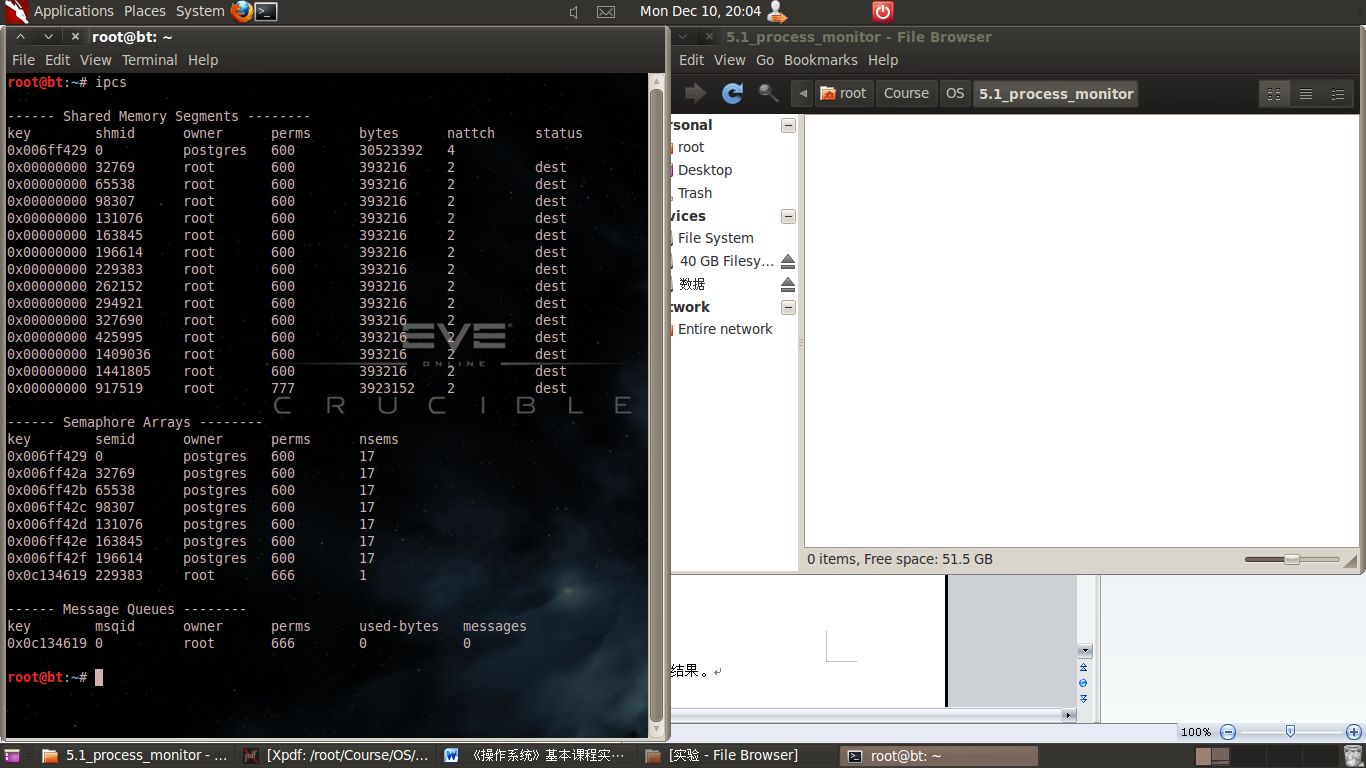 Applications Places System Mon Dec 10, 20:04
root@bt: ~
File Edit View Terminal Help
root@bt:~# ipcs
------ Shared Memory Segments --------
key shmid owner perms bytes nattch status
0x006ff429 0 postgres 600 30523392 4
0x00000000 32769 root 600 393216 2 dest
0x00000000 65538 root 600 393216 2 dest
0x00000000 98307 root 600 393216 2 dest
0x00000000 131076 root 600 393216 2 dest
0x00000000 163845 root 600 393216 2 dest
0x00000000 196614 root 600 393216 2 dest
0x00000000 229383 root 600 393216 2 dest
0x00000000 262152 root 600 393216 2 dest
0x00000000 294921 root 600 393216 2 dest
0x00000000 327690 root 600 393216 2 dest
0x00000000 425995 root 600 393216 2 dest
0x00000000 1409036 root 600 393216 2 dest
0x00000000 1441805 root 600 393216 2 dest
0x00000000 917519 root 777 3923152 2 dest
------ Semaphore Arrays --------
key semid owner perms nsems
0x006ff429 0 postgres 600 17
0x006ff42a 32769 postgres 600 17
0x006ff42b 65538 postgres 600 17
0x006ff42c 98307 postgres 600 17
0x006ff42d 131076 postgres 600 17
0x006ff42e 163845 postgres 600 17
0x006ff42f 196614 postgres 600 17
0x0c134619 229383 root 666 1
------ Message Queues --------
key msqid owner perms used-bytes messages
0x0c134619 0 root 666 0 0
root@bt:~#
EVE
ONLINE
CRUCIBLE
5.1_process_monitor - File Browser
Edit View Go Bookmarks Help
root Course OS 5.1_process_monitor
rsonal
root
Desktop
Trash
vices
File System
40 GB Filesy...
数据
twork
Entire network
0 items, Free space: 51.5 GB
结果。
100%
5.1_process_monitor - ... [Xpdf: /root/Course/OS/... 《操作系统》基本课程实... [实验 - File Browser] root@bt: ~